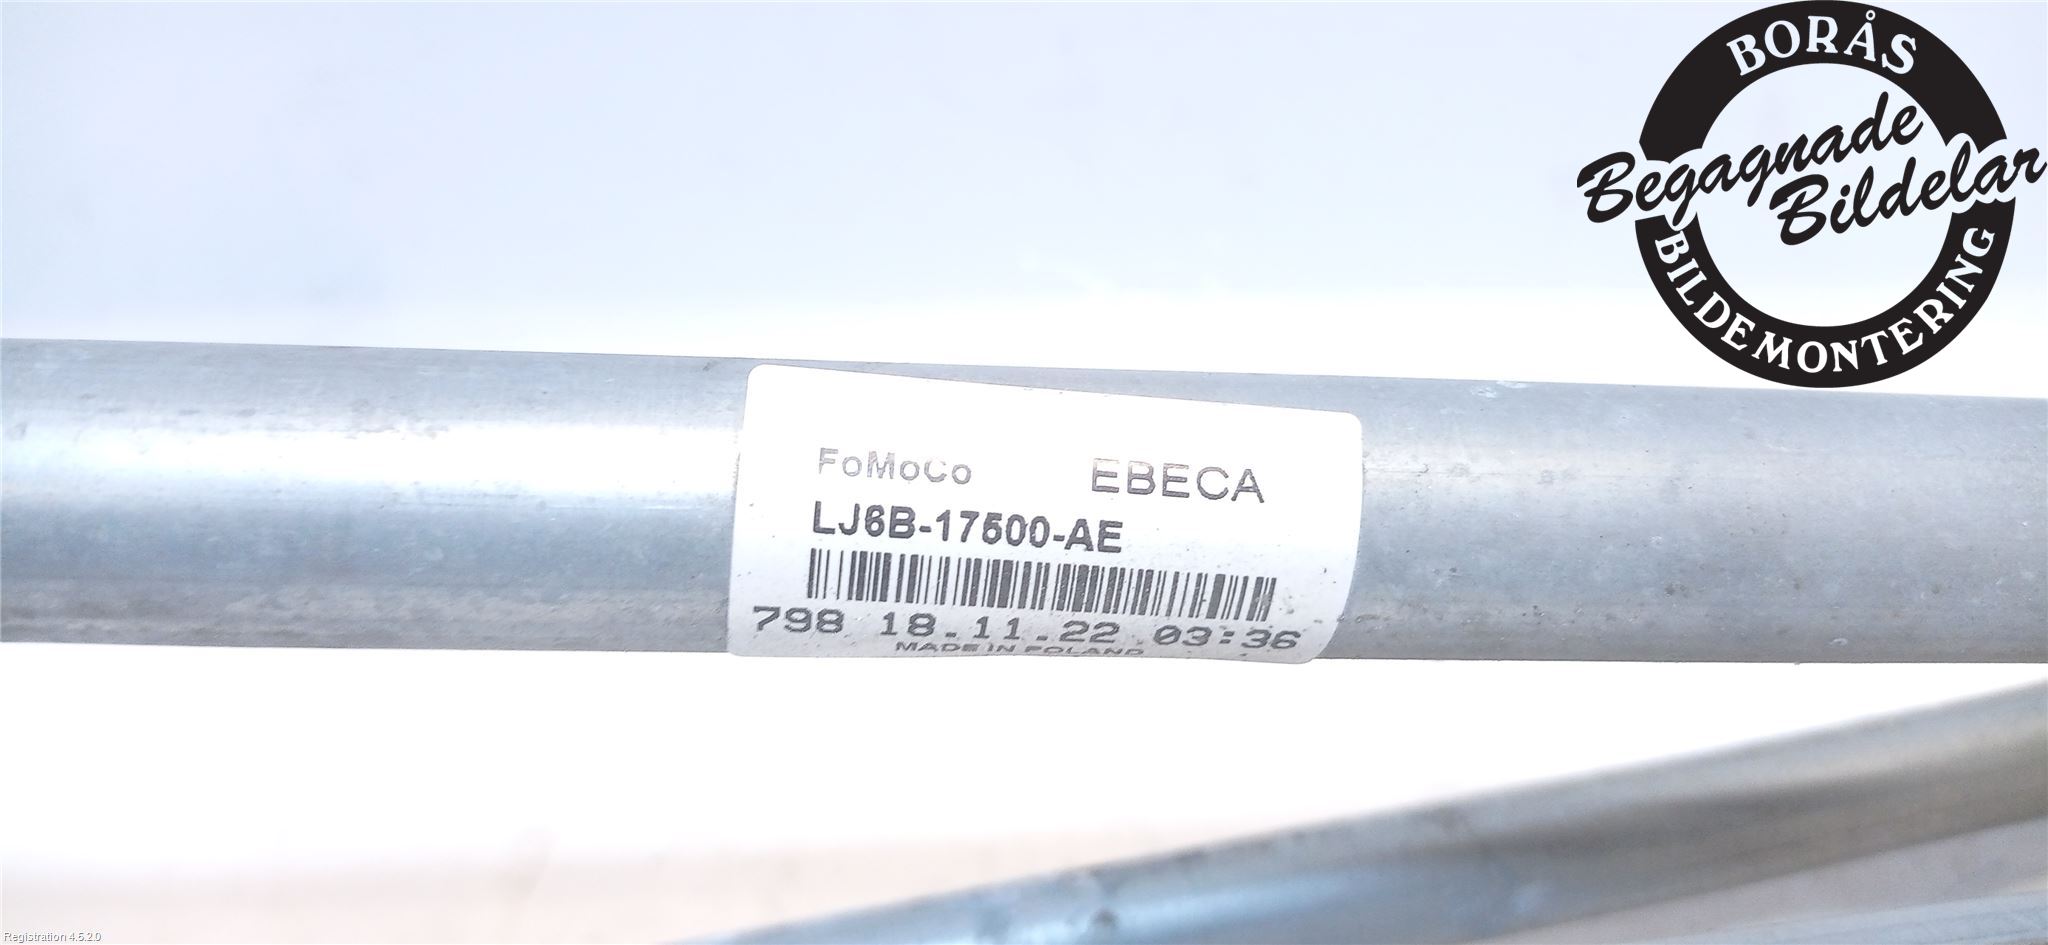 BORÅS
Begagnade
Bildelar
BILDEMONTERING
FoMoCo EBECA
LJ6B-17500-AE
798 18.11.22 03:36
MADE IN POLAND
Registration 4.5.2.0